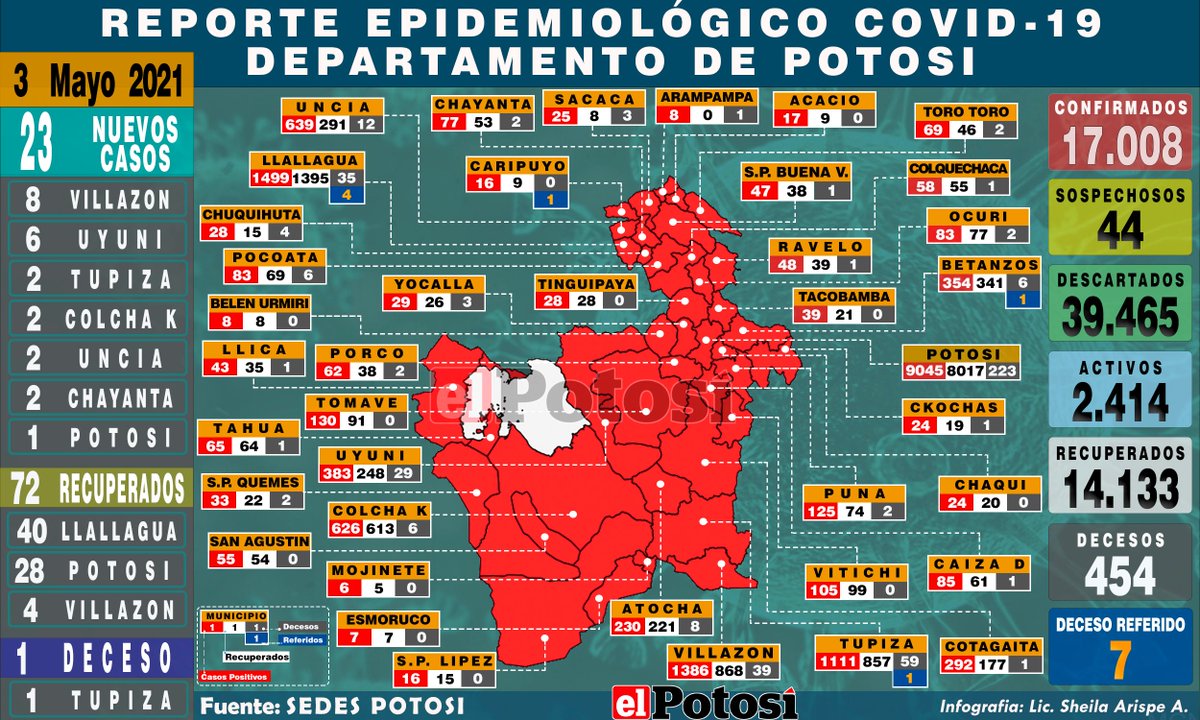 REPORTE EPIDEMIOLÓGICO COVID-19
DEPARTAMENTO DE POTOSI
3 Mayo 2021
23 NUEVOS CASOS
8 VILLAZON
6 UYUNI
2 TUPIZA
2 COLCHA K
2 UNCIA
2 CHAYANTA
1 POTOSI
72 RECUPERADOS
40 LLALLAGUA
28 POTOSI
4 VILLAZON
1 DECESO
1 TUPIZA
UNCIA
639 291 12
CHAYANTA
77 53 2
SACACA
25 8 3
ARAMPAMPA
8 0 1
ACACIO
17 9 0
TORO TORO
69 46 2
LLALLAGUA
1499 1395 35
4
CARIPUYO
16 9 0
1
S.P. BUENA V.
47 38 1
COLQUECHACA
58 55 1
CHUQUIHUTA
28 15 4
OCURI
83 77 2
POCOATA
83 69 6
RAVELO
48 39 1
YOCALLA
29 26 3
TINGUIPAYA
28 28 0
BETANZOS
354 341 6
1
BELEN URMIRI
8 8 0
TACOBAMBA
39 21 0
LLICA
43 35 1
PORCO
62 38 2
POTOSI
9045 8017 223
el Potosí
TOMAVE
130 91 0
CKOCHAS
24 19 1
TAHUA
65 64 1
UYUNI
383 248 29
S.P. QUEMES
33 22 2
PUNA
125 74 2
CHAQUI
24 20 0
COLCHA K
626 613 6
SAN AGUSTIN
55 54 0
MOJINETE
6 5 0
VITICHI
105 99 0
CAIZA D
85 61 1
ESMORUCO
7 7 0
ATOCHA
230 221 8
S.P. LIPEZ
16 15 0
VILLAZON
1386 868 39
TUPIZA
1111 857 59
1
COTAGAITA
292 177 1
MUNICIPIO
1 1 1 Decesos
1 Referidos
Recuperados
Casos Positivos
CONFIRMADOS
17.008
SOSPECHOSOS
44
DESCARTADOS
39.465
ACTIVOS
2.414
RECUPERADOS
14.133
DECESOS
454
DECESO REFERIDO
7
Fuente: SEDES POTOSI
el Potosí
Infografia: Lic. Sheila Arispe A.